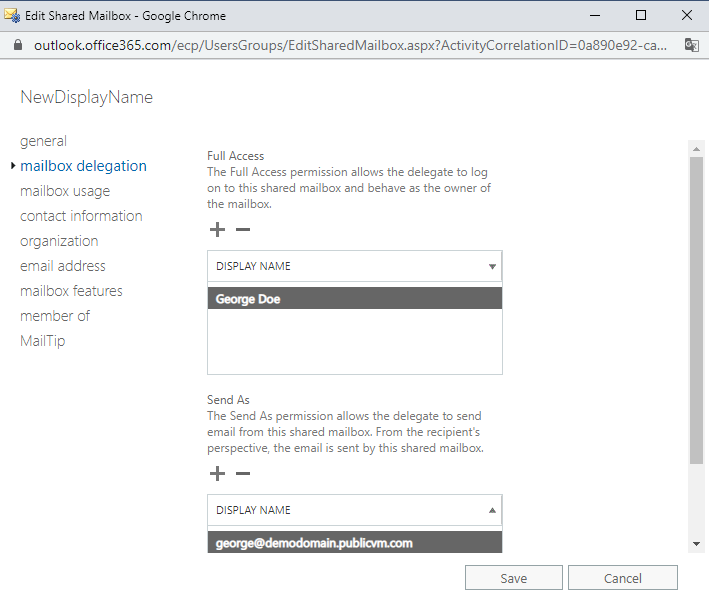 Edit Shared Mailbox - Google Chrome
outlook.office365.com/ecp/UsersGroups/EditSharedMailbox.aspx?ActivityCorrelationID=0a890e92-ca...
NewDisplayName
general
mailbox delegation
mailbox usage
contact information
organization
email address
mailbox features
member of
MailTip
Full Access
The Full Access permission allows the delegate to log
on to this shared mailbox and behave as the owner of
the mailbox.
DISPLAY NAME
George Doe
Send As
The Send As permission allows the delegate to send
email from this shared mailbox. From the recipient's
perspective, the email is sent by this shared mailbox.
DISPLAY NAME
george@demodomain.publicvm.com
Save
Cancel